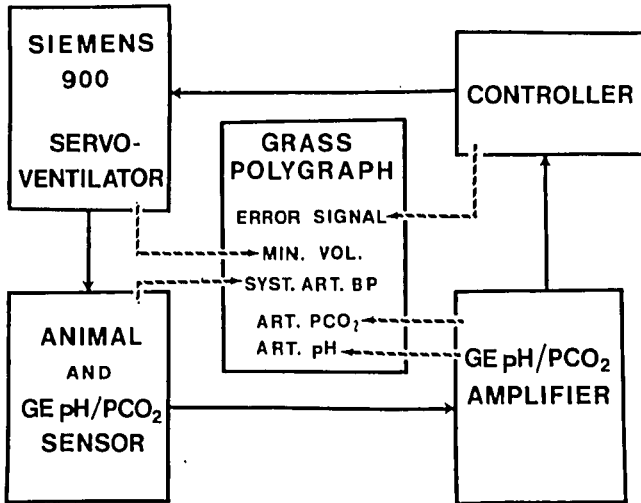 SIEMENS
900
SERVO-
VENTILATOR
CONTROLLER
GRASS
POLYGRAPH
ERROR SIGNAL
MIN. VOL.
SYST. ART. BP
ART. PCO₂
ART. pH
ANIMAL
AND
GE pH/PCO₂
SENSOR
GE pH/PCO₂
AMPLIFIER